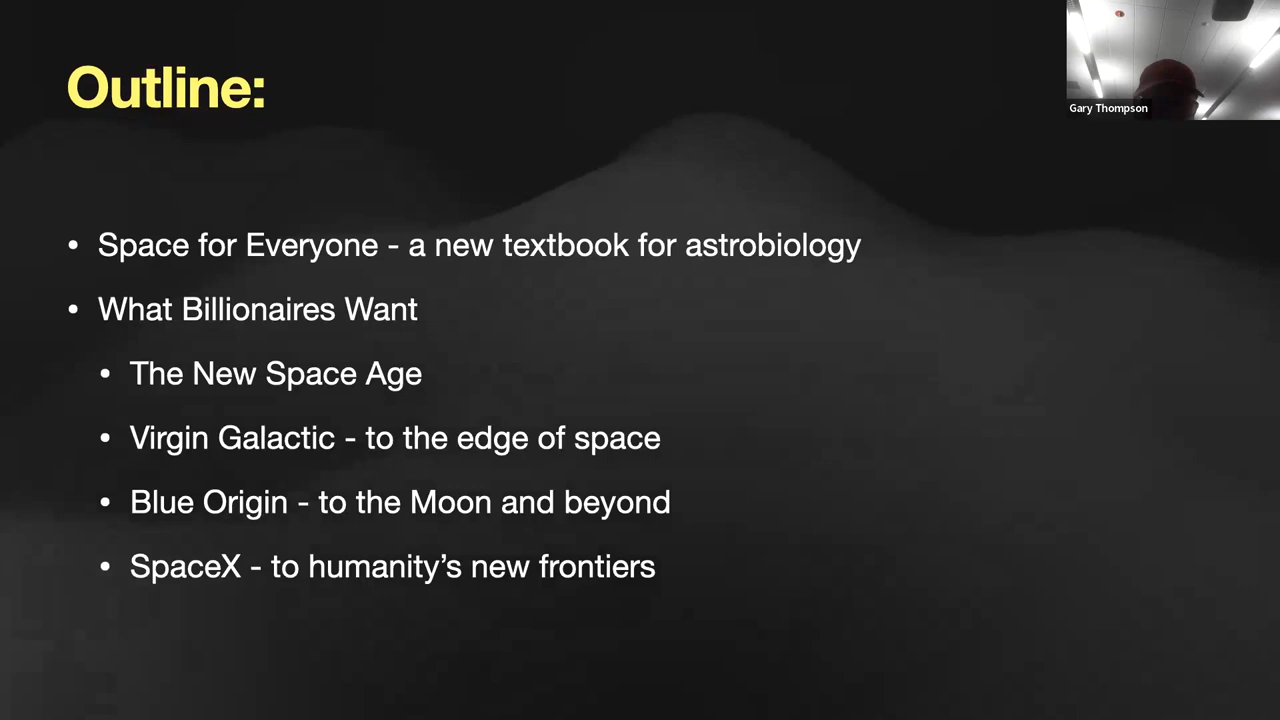 Outline:
Gary Thompson
• Space for Everyone - a new textbook for astrobiology
• What Billionaires Want
• The New Space Age
• Virgin Galactic - to the edge of space
• Blue Origin - to the Moon and beyond
• SpaceX - to humanity’s new frontiers